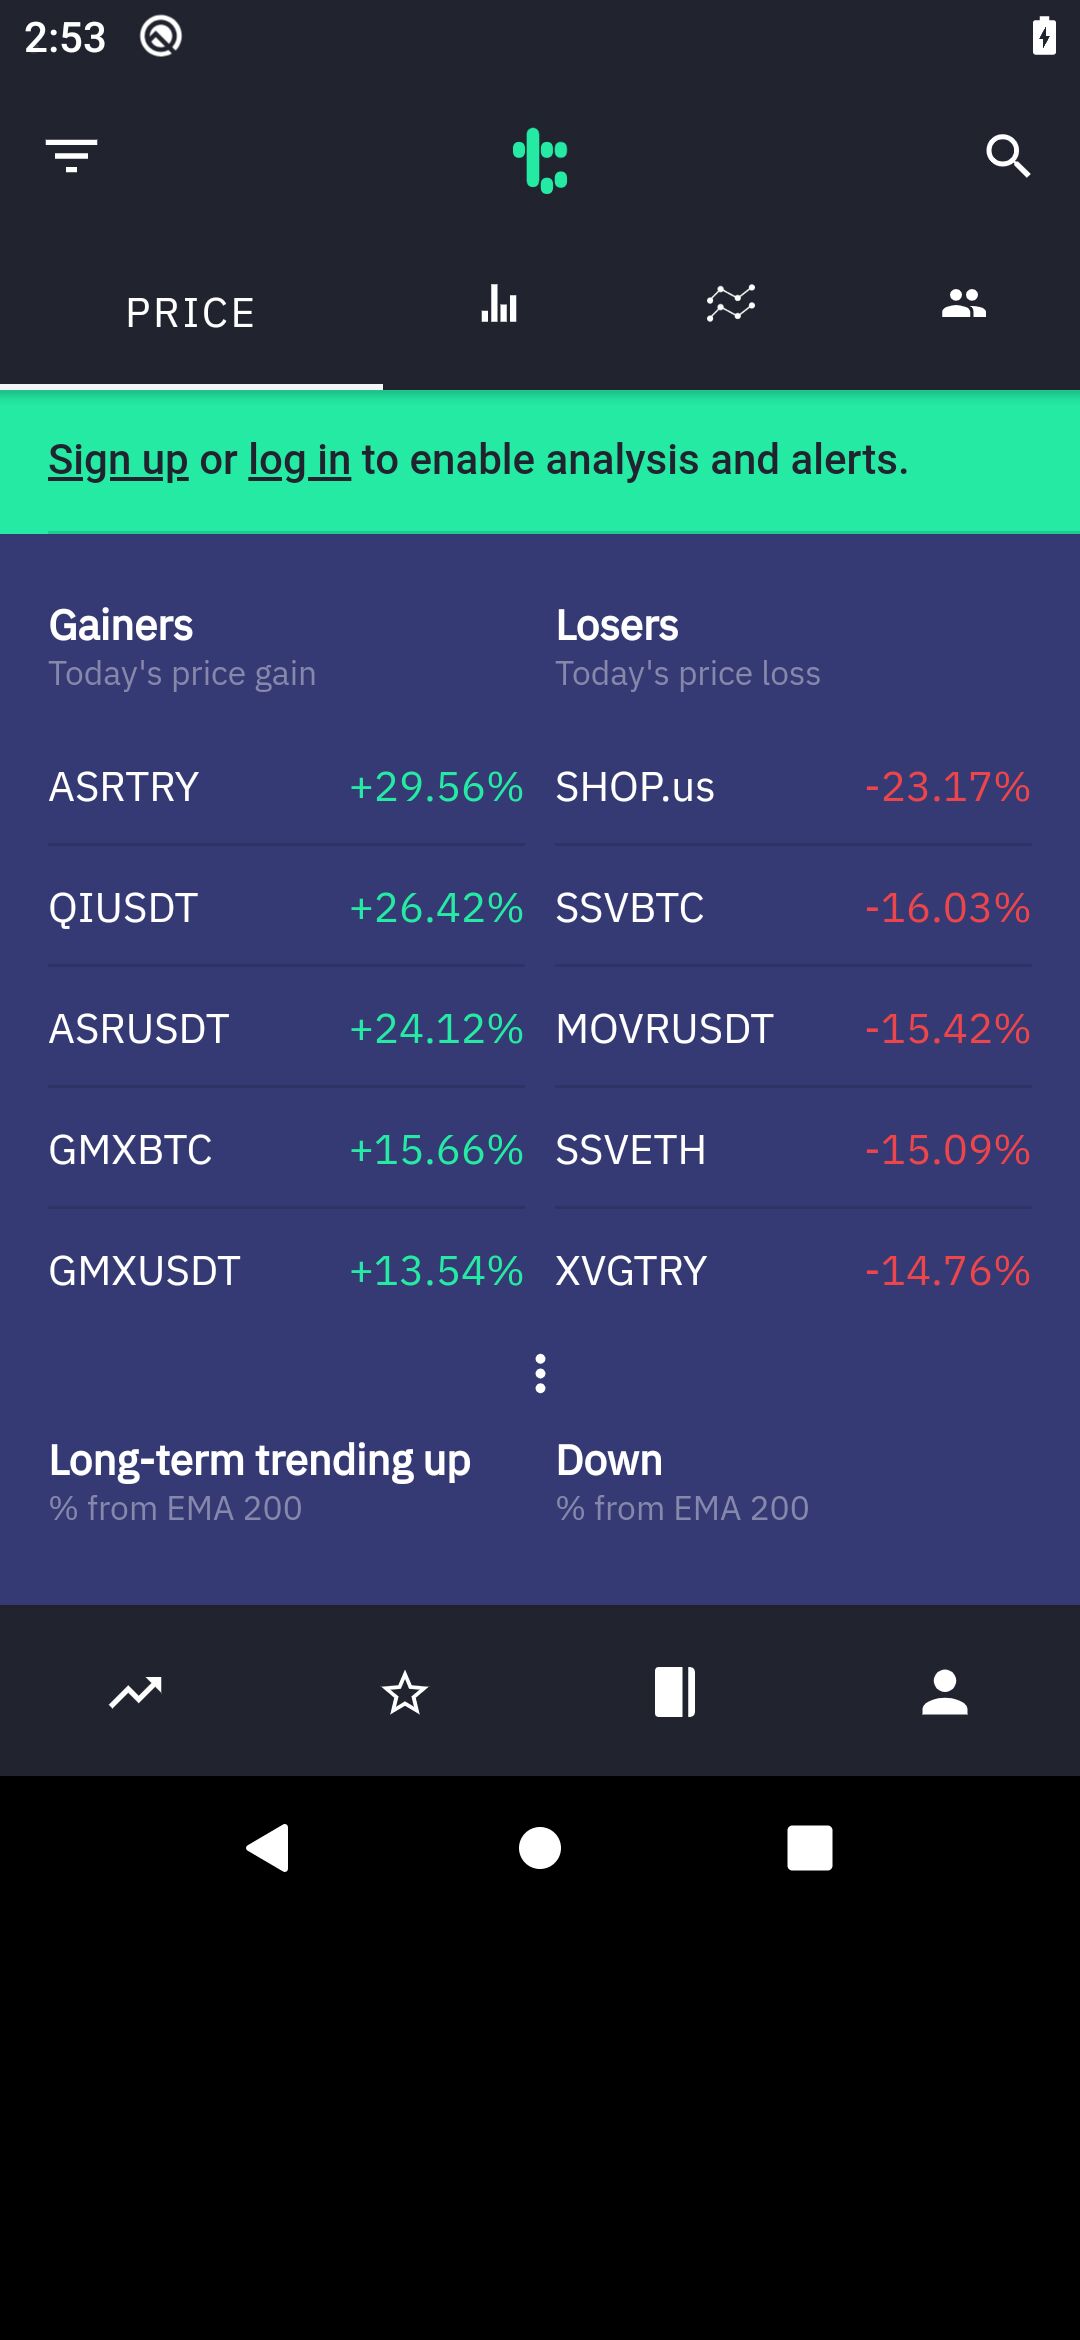 2:53
PRICE
Sign up or log in to enable analysis and alerts.
Gainers Losers
Today's price gain Today's price loss
ASRTRY +29.56% SHOP.us -23.17%
QIUSDT +26.42% SSVBTC -16.03%
ASRUSDT +24.12% MOVRUSDT -15.42%
GMXBTC +15.66% SSVETH -15.09%
GMXUSDT +13.54% XVGTRY -14.76%
Long-term trending up Down
% from EMA 200 % from EMA 200